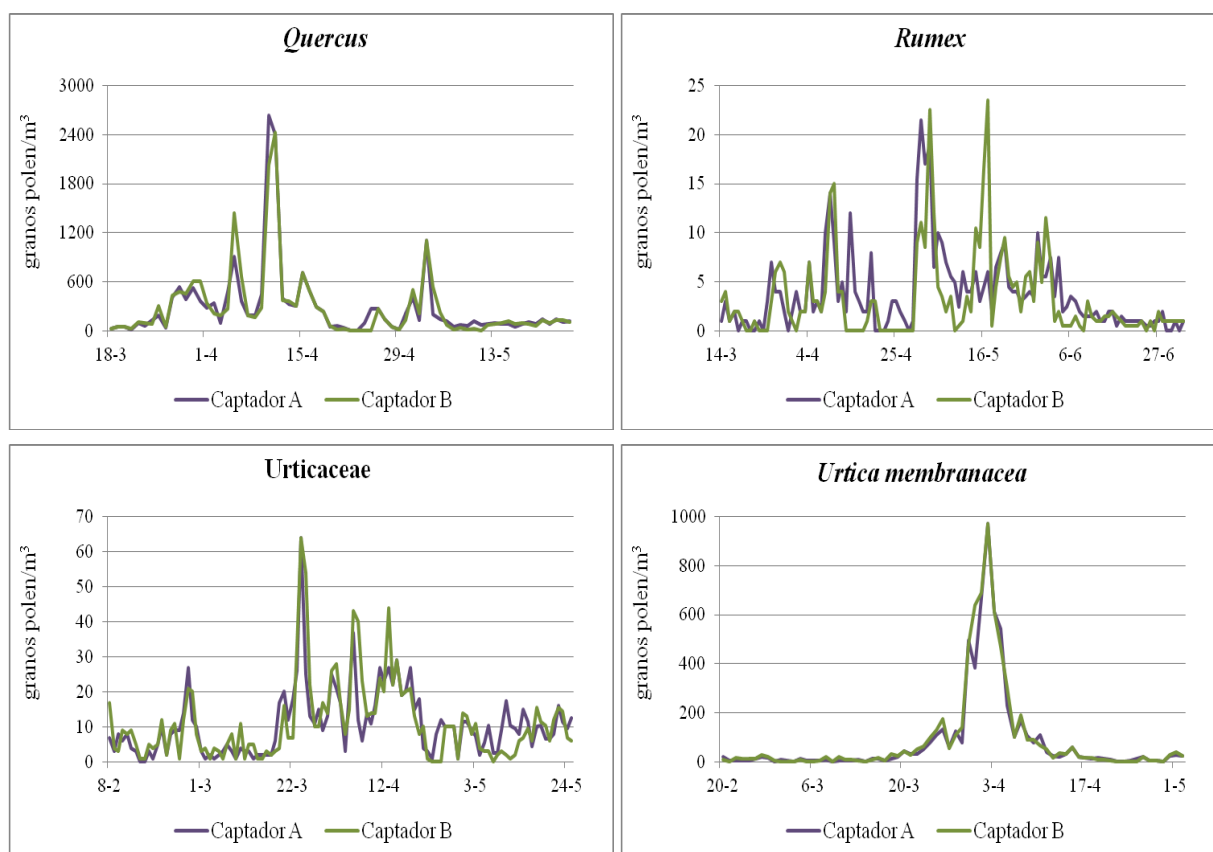 Quercus
granos polen/m³
3000
2400
1800
1200
600
0
18-3 1-4 15-4 29-4 13-5
Captador A Captador B
Rumex
granos polen/m³
25
20
15
10
5
0
14-3 4-4 25-4 16-5 6-6 27-6
Captador A Captador B
Urticaceae
granos polen/m³
70
60
50
40
30
20
10
0
8-2 1-3 22-3 12-4 3-5 24-5
Captador A Captador B
Urtica membranacea
granos polen/m³
1000
800
600
400
200
0
20-2 6-3 20-3 3-4 17-4 1-5
Captador A Captador B